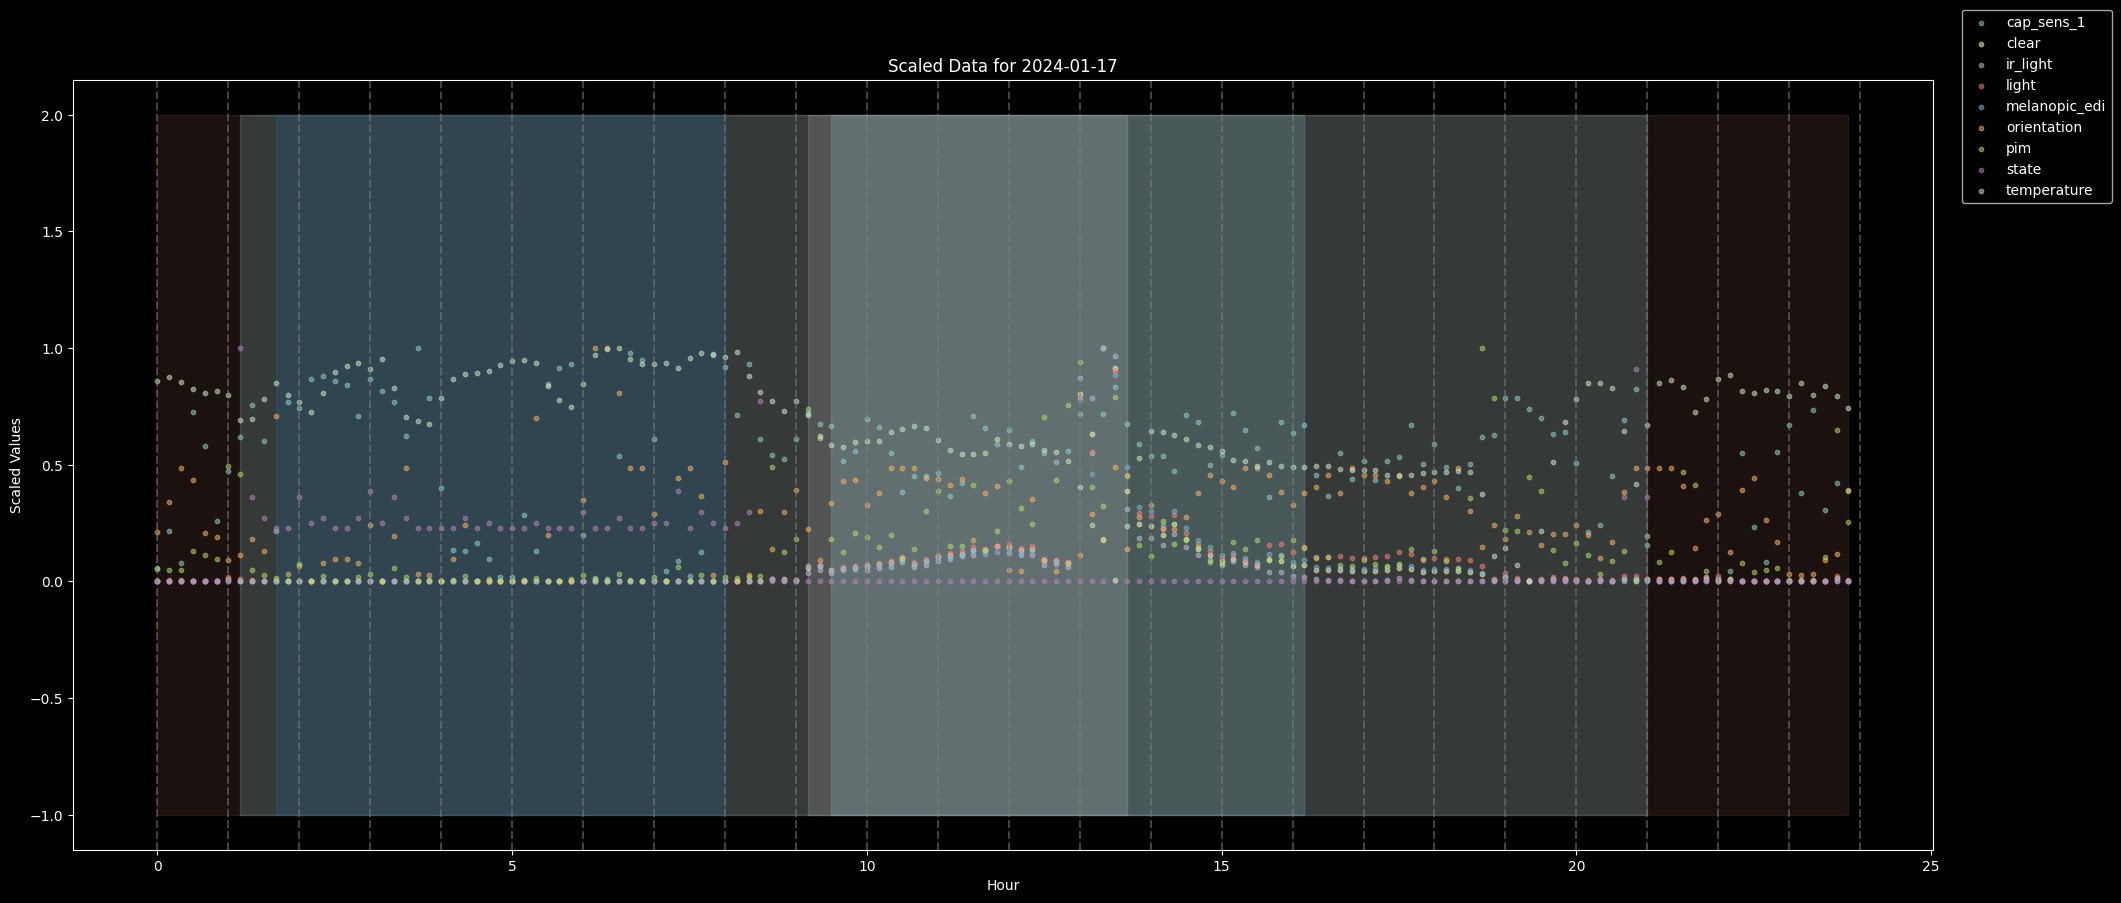 Scaled Data for 2024-01-17
cap_sens_1
clear
ir_light
light
melanopic_edi
orientation
pim
state
temperature
Scaled Values
2.0
1.5
1.0
0.5
0.0
−0.5
−1.0
0 5 10 15 20 25
Hour